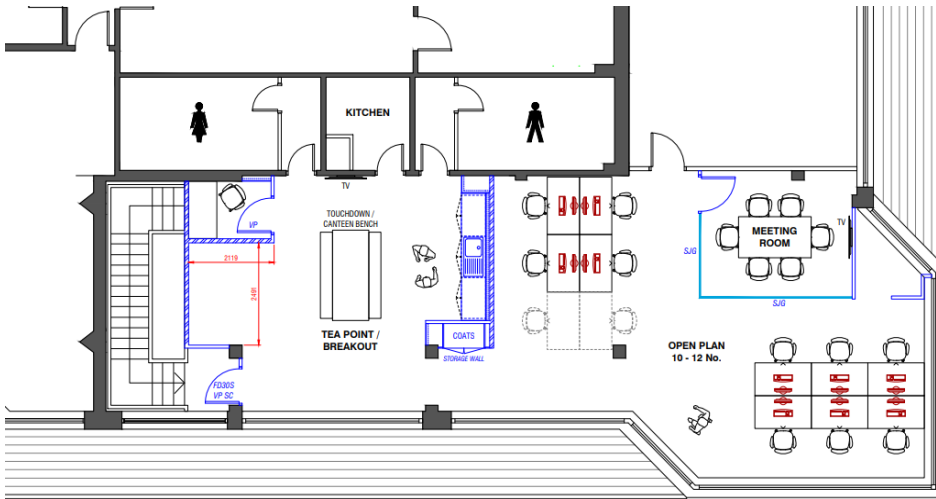 KITCHEN
TV
VP
TOUCHDOWN /
CANTEEN BENCH
2119
2491
TEA POINT /
BREAKOUT
COATS
STORAGE WALL
FD30S
VP SC
SJG
MEETING
ROOM
TV
SJG
OPEN PLAN
10 - 12 No.